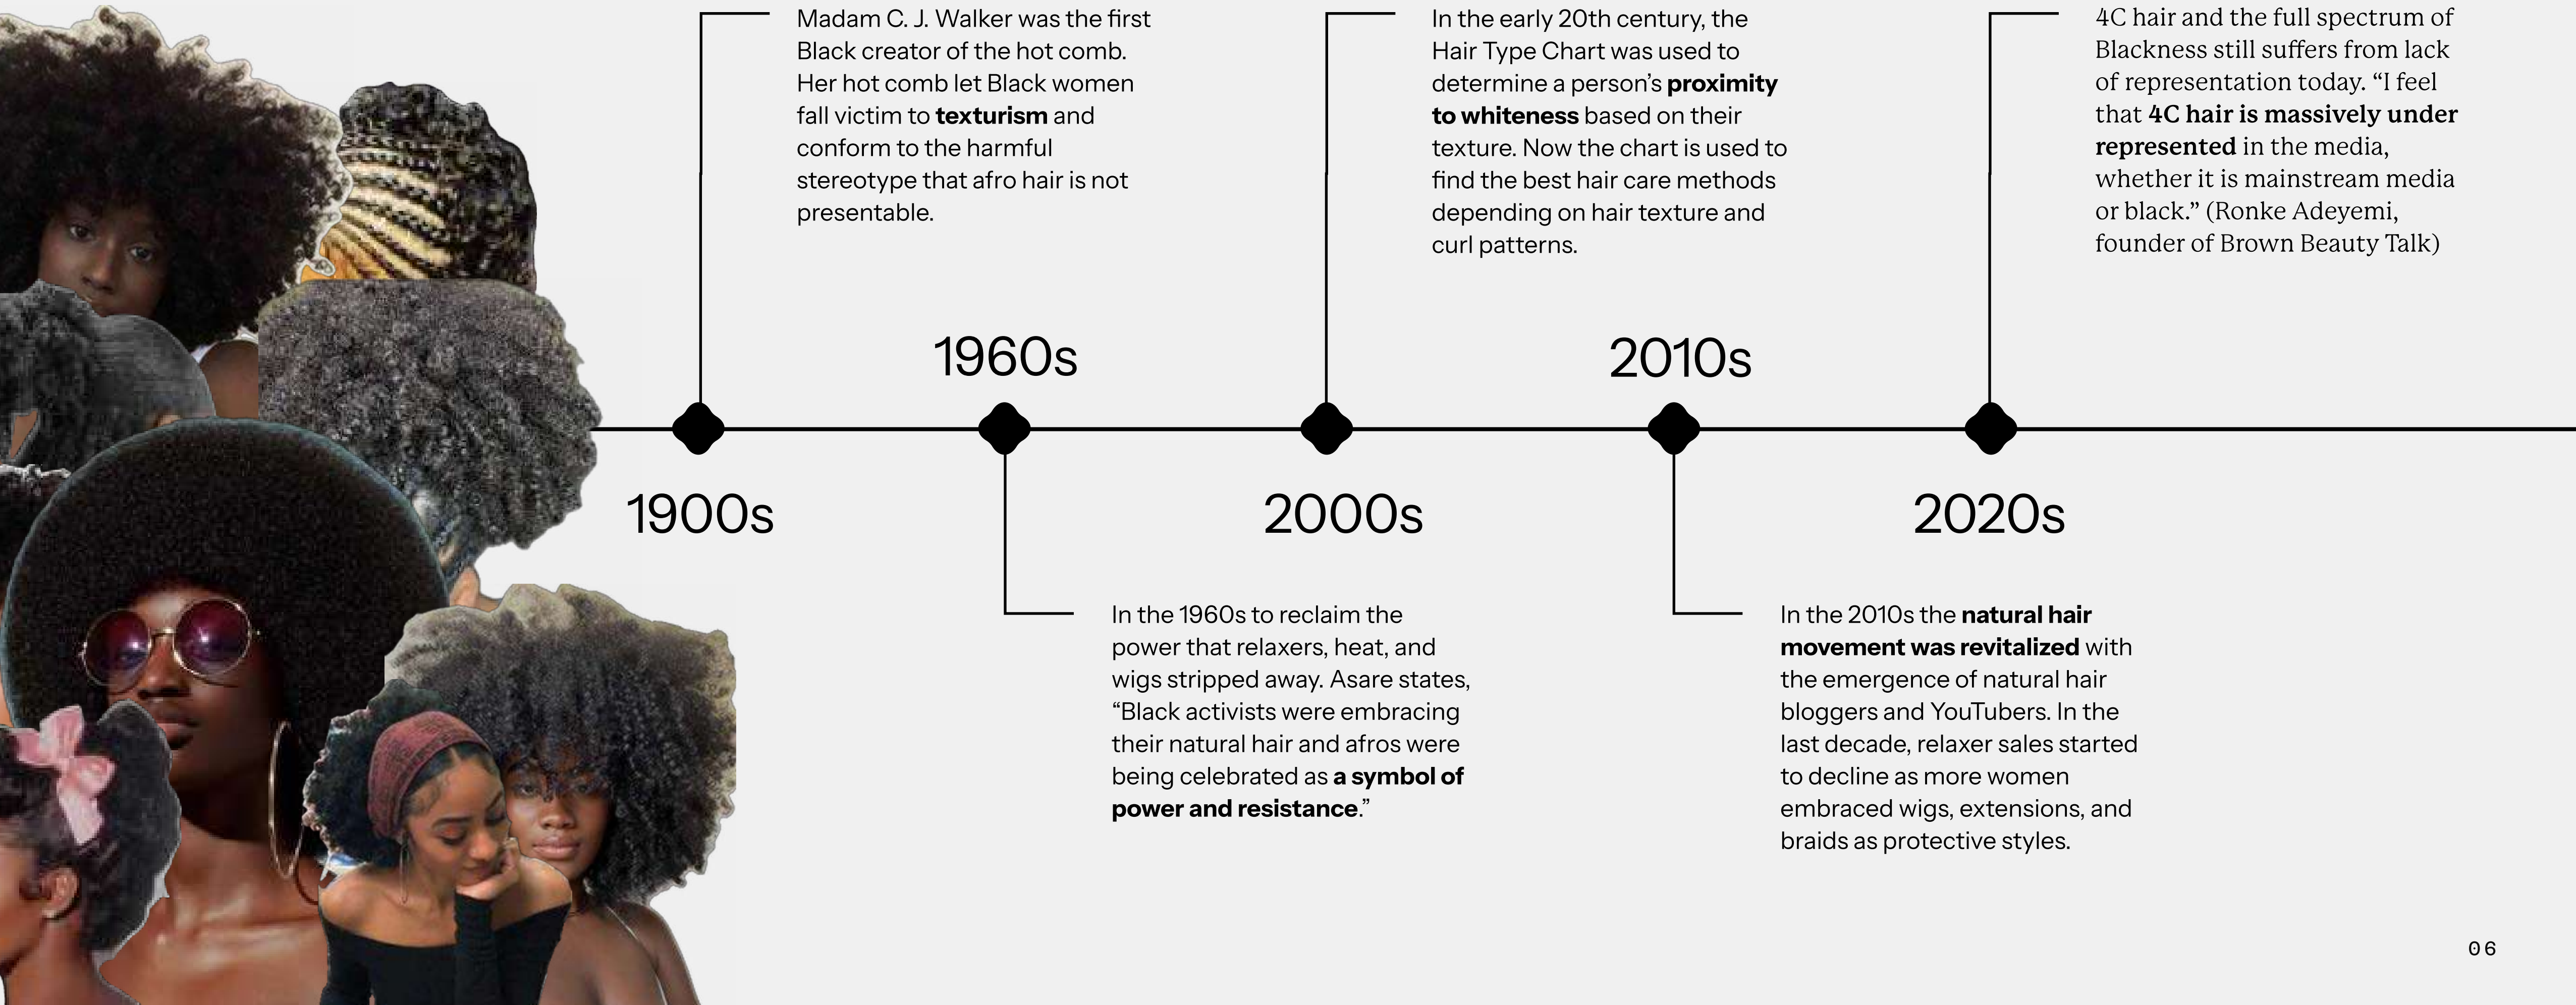 Madam C. J. Walker was the first
Black creator of the hot comb.
Her hot comb let Black women
fall victim to texturism and
conform to the harmful
stereotype that afro hair is not
presentable.
In the early 20th century, the
Hair Type Chart was used to
determine a person’s proximity
to whiteness based on their
texture. Now the chart is used to
find the best hair care methods
depending on hair texture and
curl patterns.
4C hair and the full spectrum of
Blackness still suffers from lack
of representation today. “I feel
that 4C hair is massively under
represented in the media,
whether it is mainstream media
or black.” (Ronke Adeyemi,
founder of Brown Beauty Talk)
1960s
2010s
1900s
2000s
2020s
In the 1960s to reclaim the
power that relaxers, heat, and
wigs stripped away. Asare states,
“Black activists were embracing
their natural hair and afros were
being celebrated as a symbol of
power and resistance.”
In the 2010s the natural hair
movement was revitalized with
the emergence of natural hair
bloggers and YouTubers. In the
last decade, relaxer sales started
to decline as more women
embraced wigs, extensions, and
braids as protective styles.
06